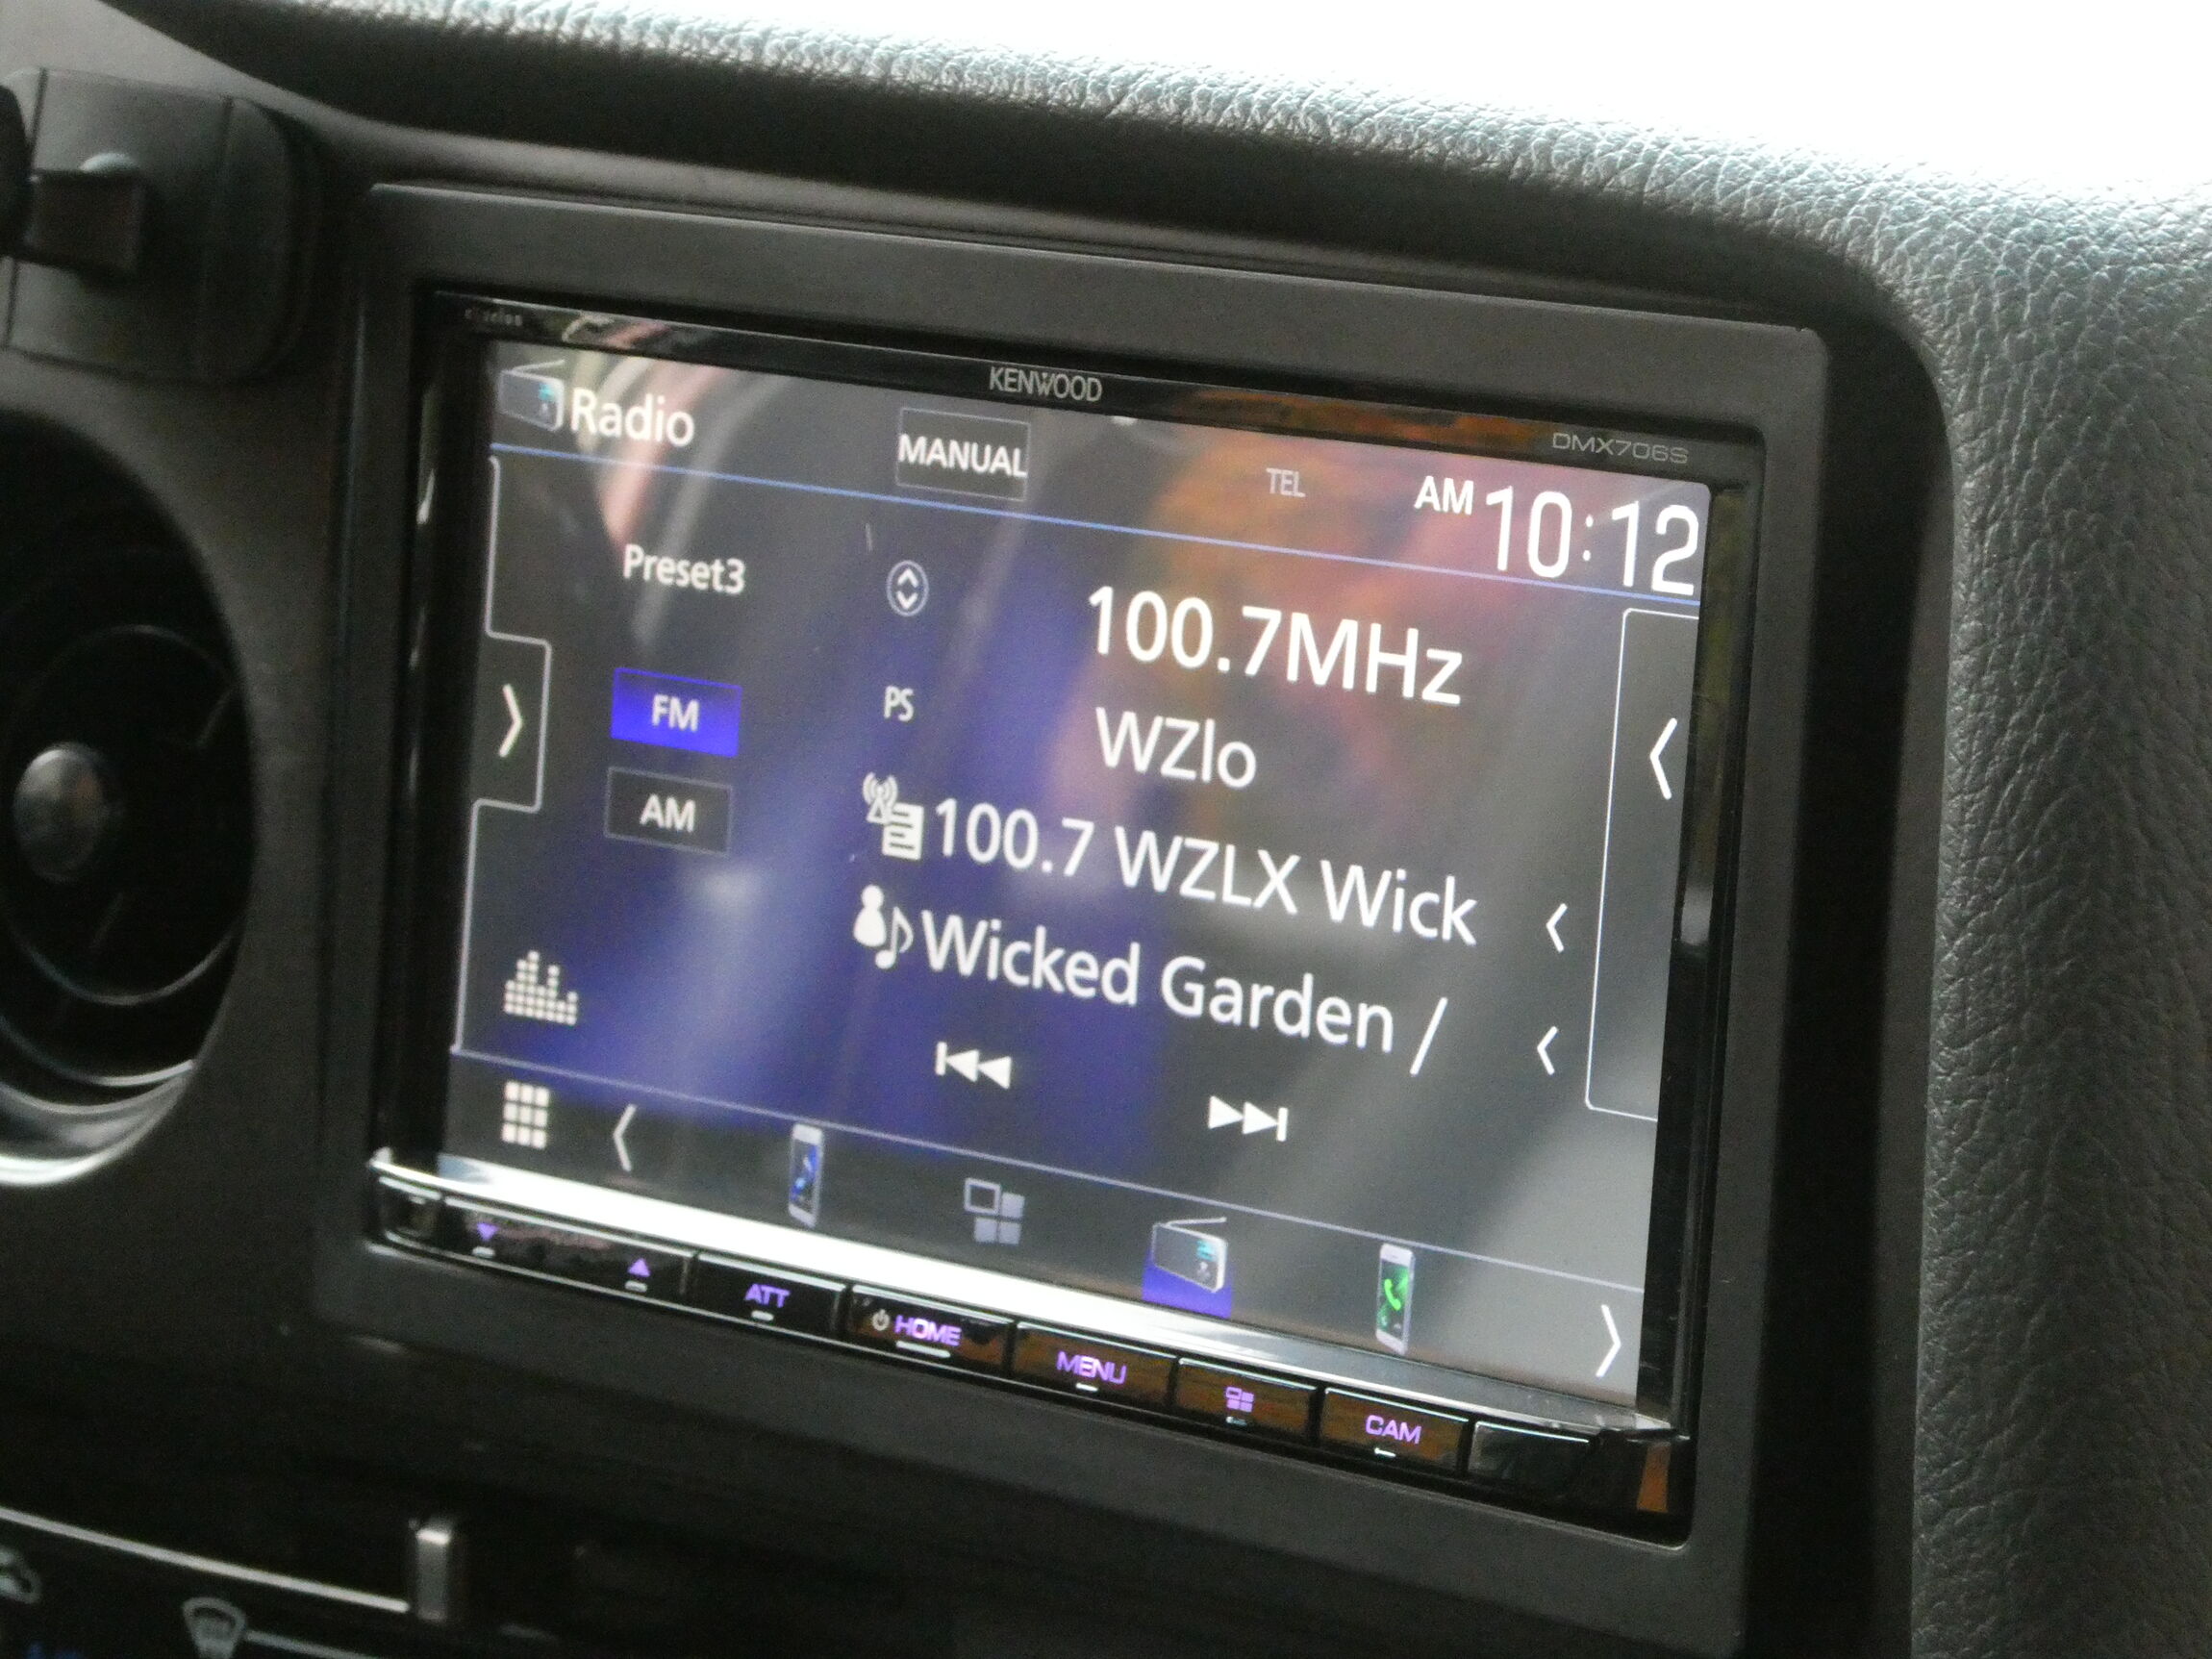 KENWOOD
DMX706S
Radio
MANUAL
TEL
AM 10:12
Preset3
100.7MHz
FM
PS
WZlo
AM
100.7 WZLX Wick
Wicked Garden /
ATT
HOME
MENU
CAM